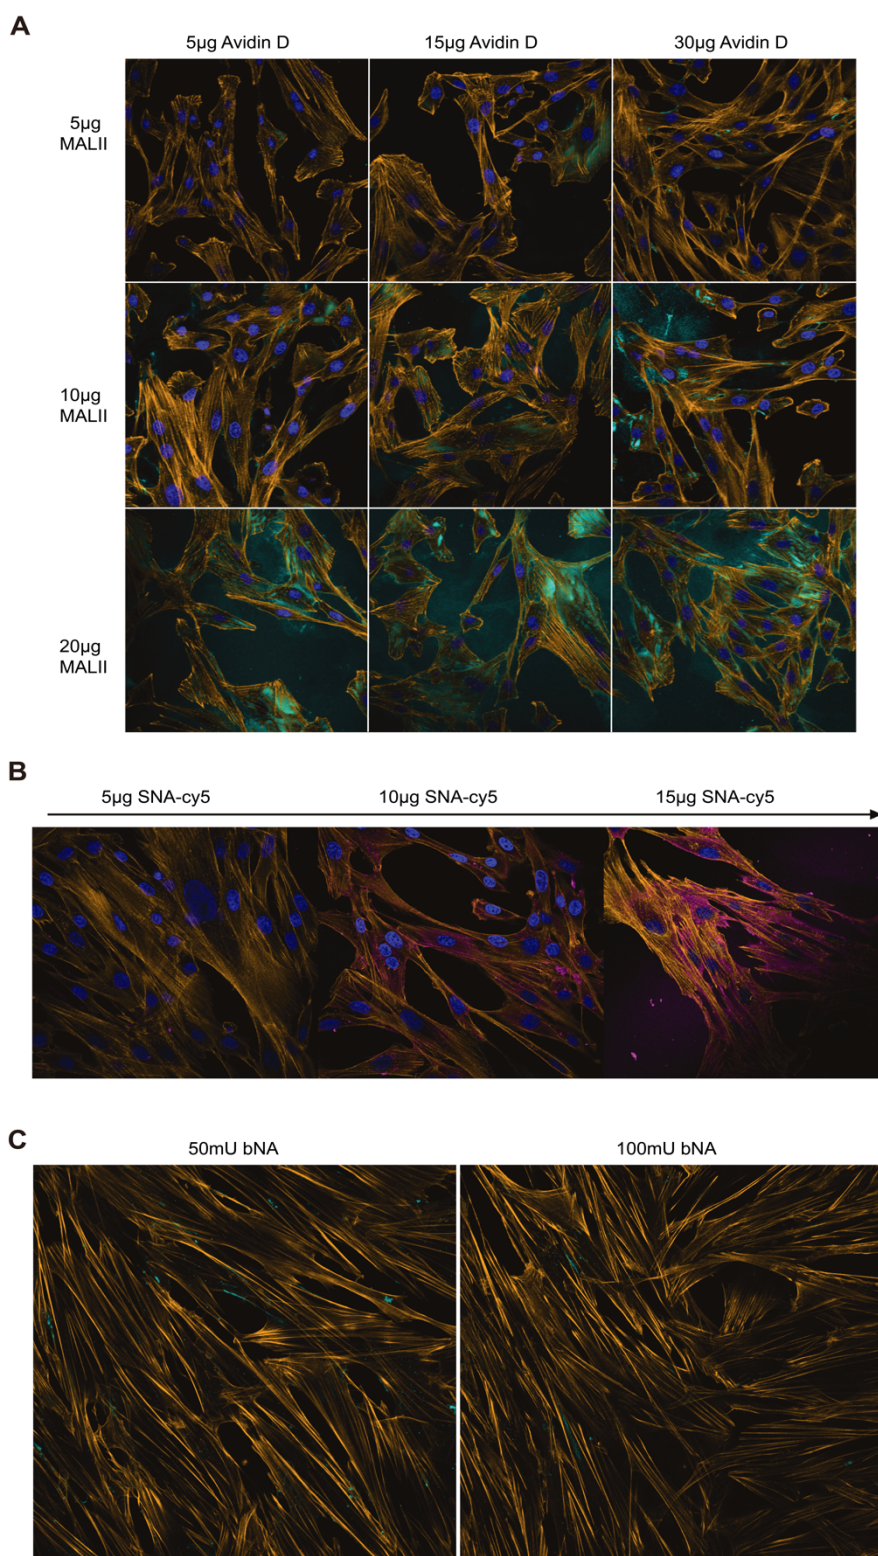 A
5µg Avidin D
15µg Avidin D
30µg Avidin D
5µg
MALII
10µg
MALII
20µg
MALII
B
5µg SNA-cy5
10µg SNA-cy5
15µg SNA-cy5
C
50mU bNA
100mU bNA